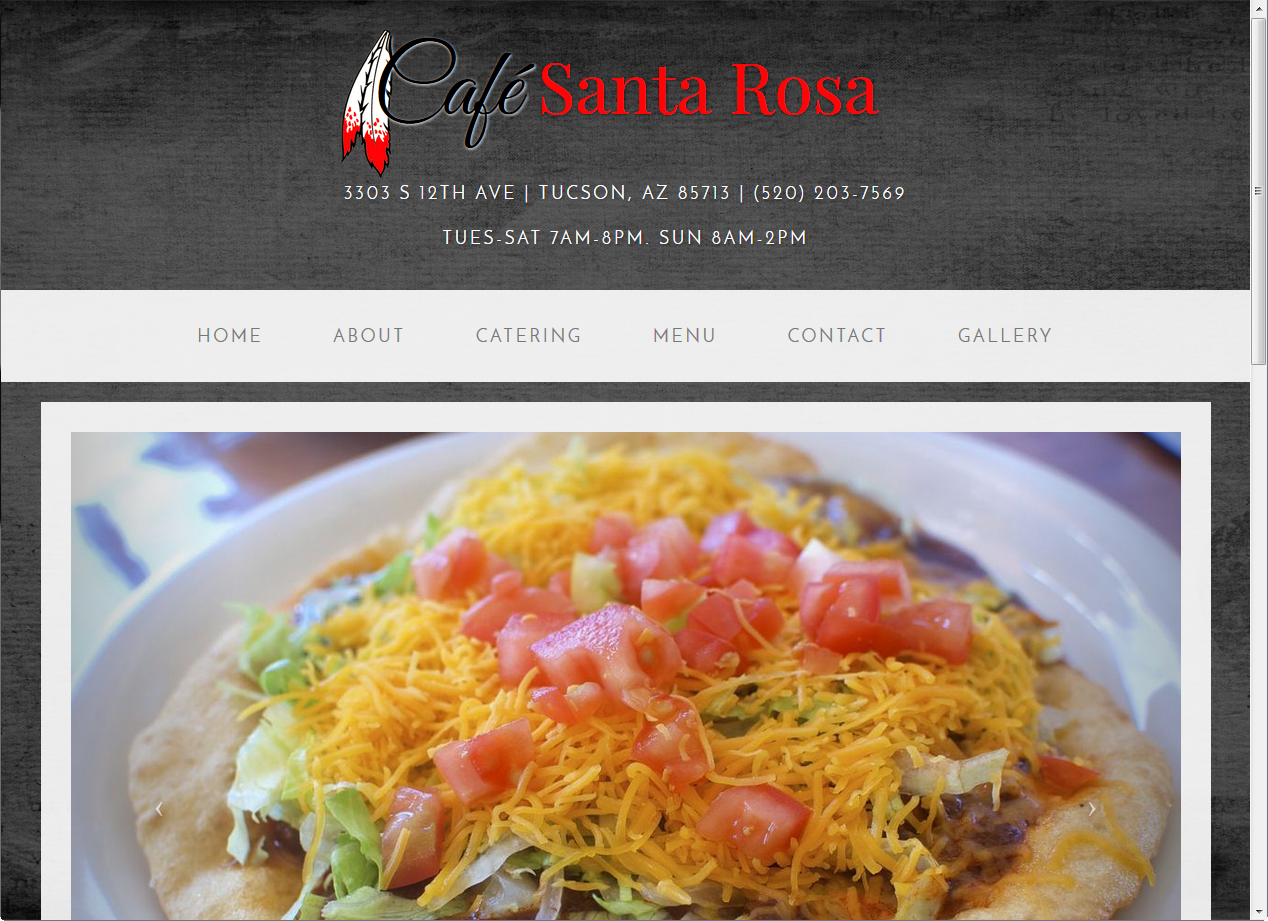 Café Santa Rosa
3303 S 12TH AVE | TUCSON, AZ 85713 | (520) 203-7569
TUES-SAT 7AM-8PM. SUN 8AM-2PM
HOME ABOUT CATERING MENU CONTACT GALLERY